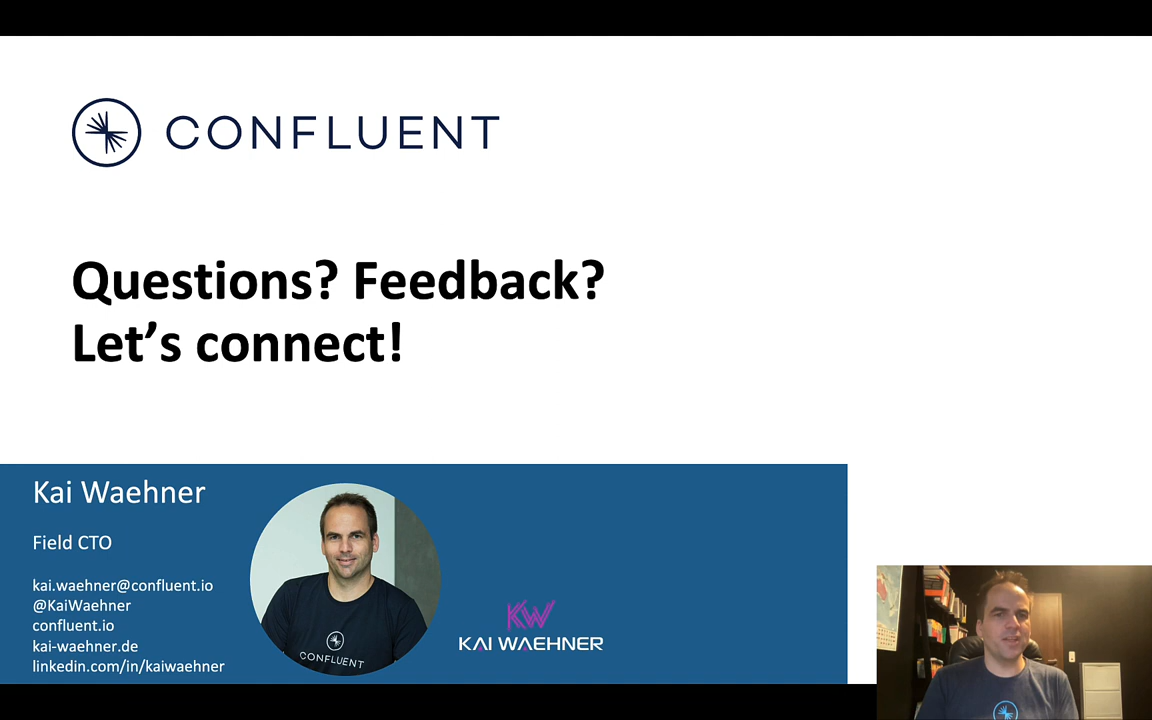 CONFLUENT
Questions? Feedback?
Let’s connect!
Kai Waehner
Field CTO
kai.waehner@confluent.io
@KaiWaehner
confluent.io
kai-waehner.de
linkedin.com/in/kaiwaehner
CONFLUENT
KW
KAI WAEHNER